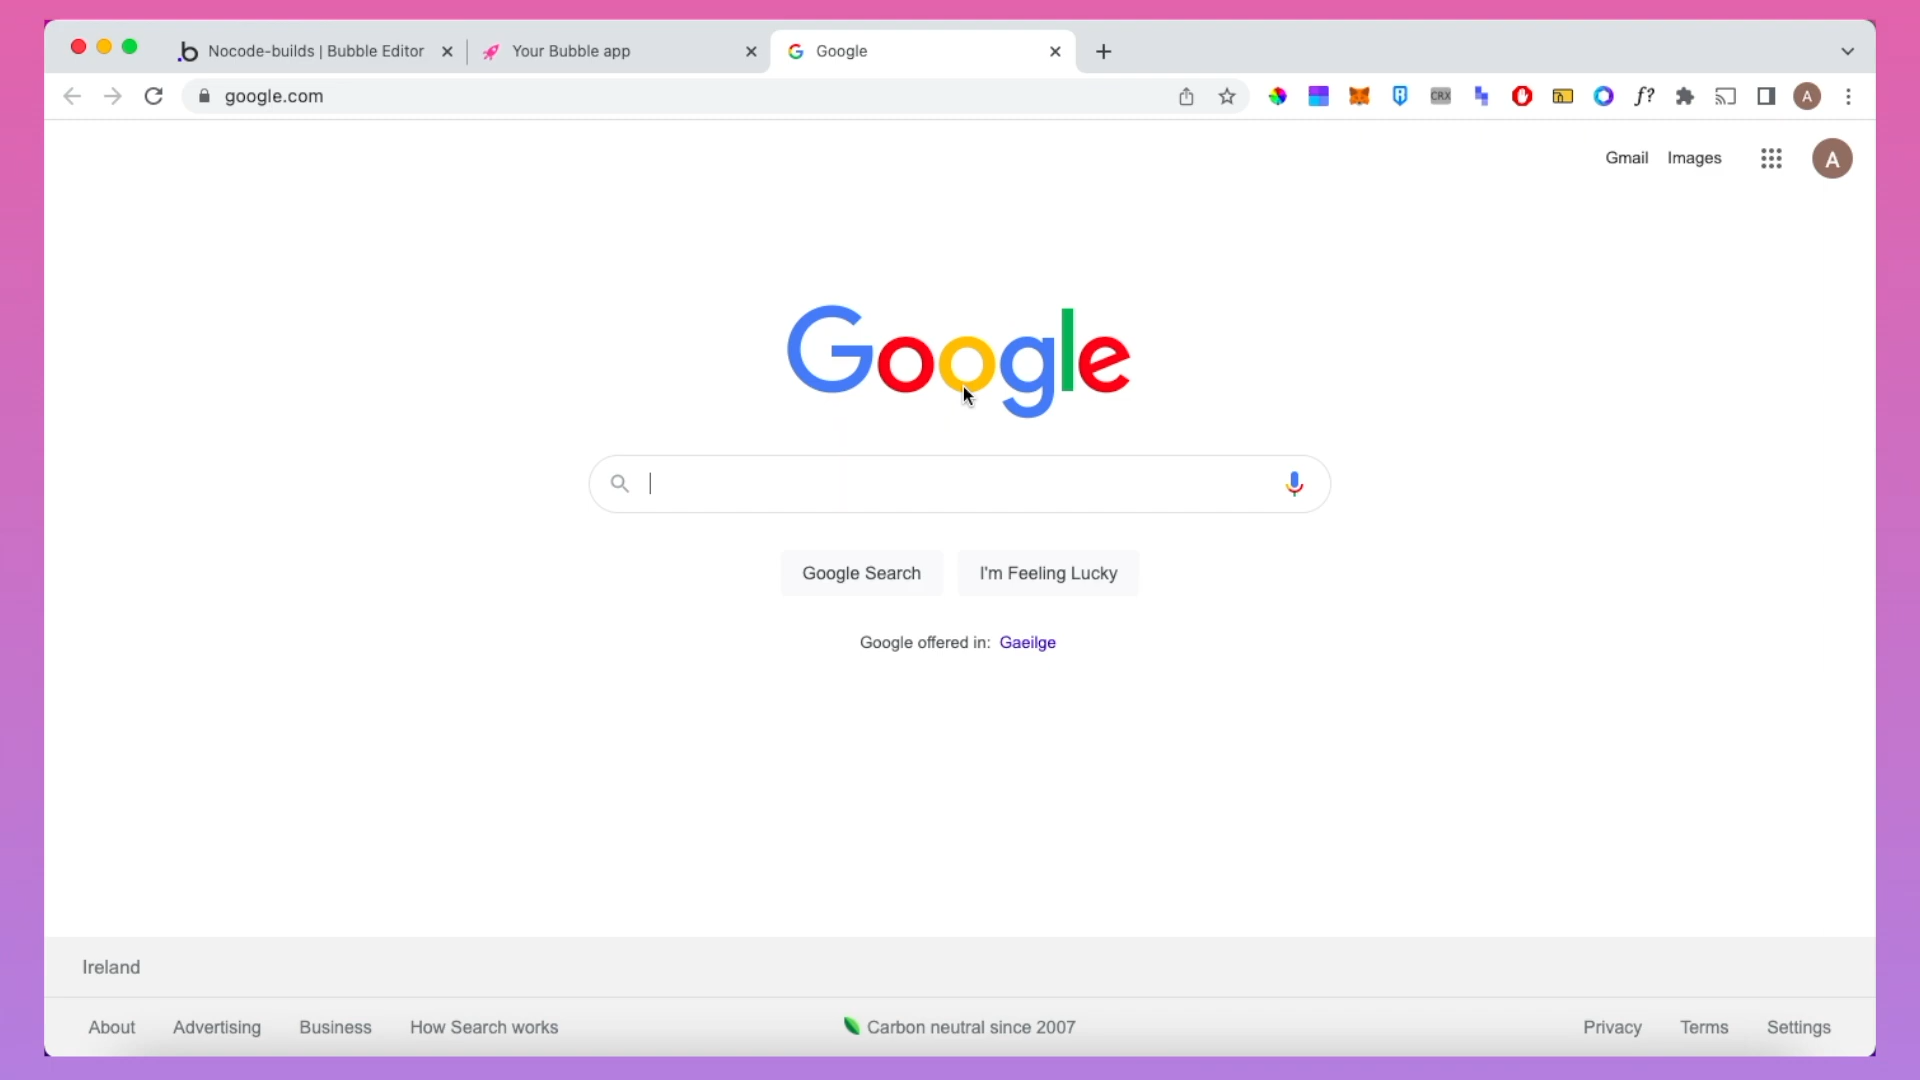 Nocode-builds | Bubble Editor
Your Bubble app
Google
google.com
CRX
f?
A
Gmail
Images
A
Google
Google Search
I'm Feeling Lucky
Google offered in: Gaeilge
Ireland
About
Advertising
Business
How Search works
Carbon neutral since 2007
Privacy
Terms
Settings